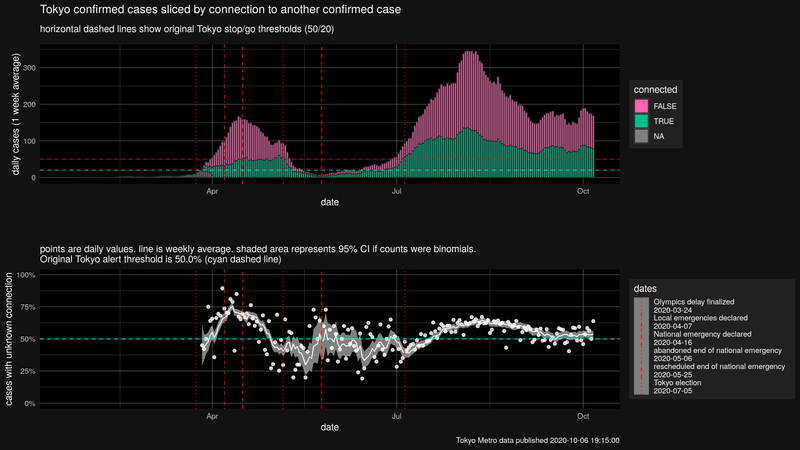 Tokyo confirmed cases sliced by connection to another confirmed case
horizontal dashed lines show original Tokyo stop/go thresholds (50/20)
daily cases (1 week average)
300
200
100
0
Apr
Jul
Oct
date
connected
FALSE
TRUE
NA
points are daily values. line is weekly average. shaded area represents 95% CI if counts were binomials.
Original Tokyo alert threshold is 50.0% (cyan dashed line)
cases with unknown connection
100%
75%
50%
25%
0%
Apr
Jul
Oct
date
dates
Olympics delay finalized
2020-03-24
Local emergencies declared
2020-04-07
National emergency declared
2020-04-16
abandoned end of national emergency
2020-05-06
rescheduled end of national emergency
2020-05-25
Tokyo election
2020-07-05
Tokyo Metro data published 2020-10-06 19:15:00